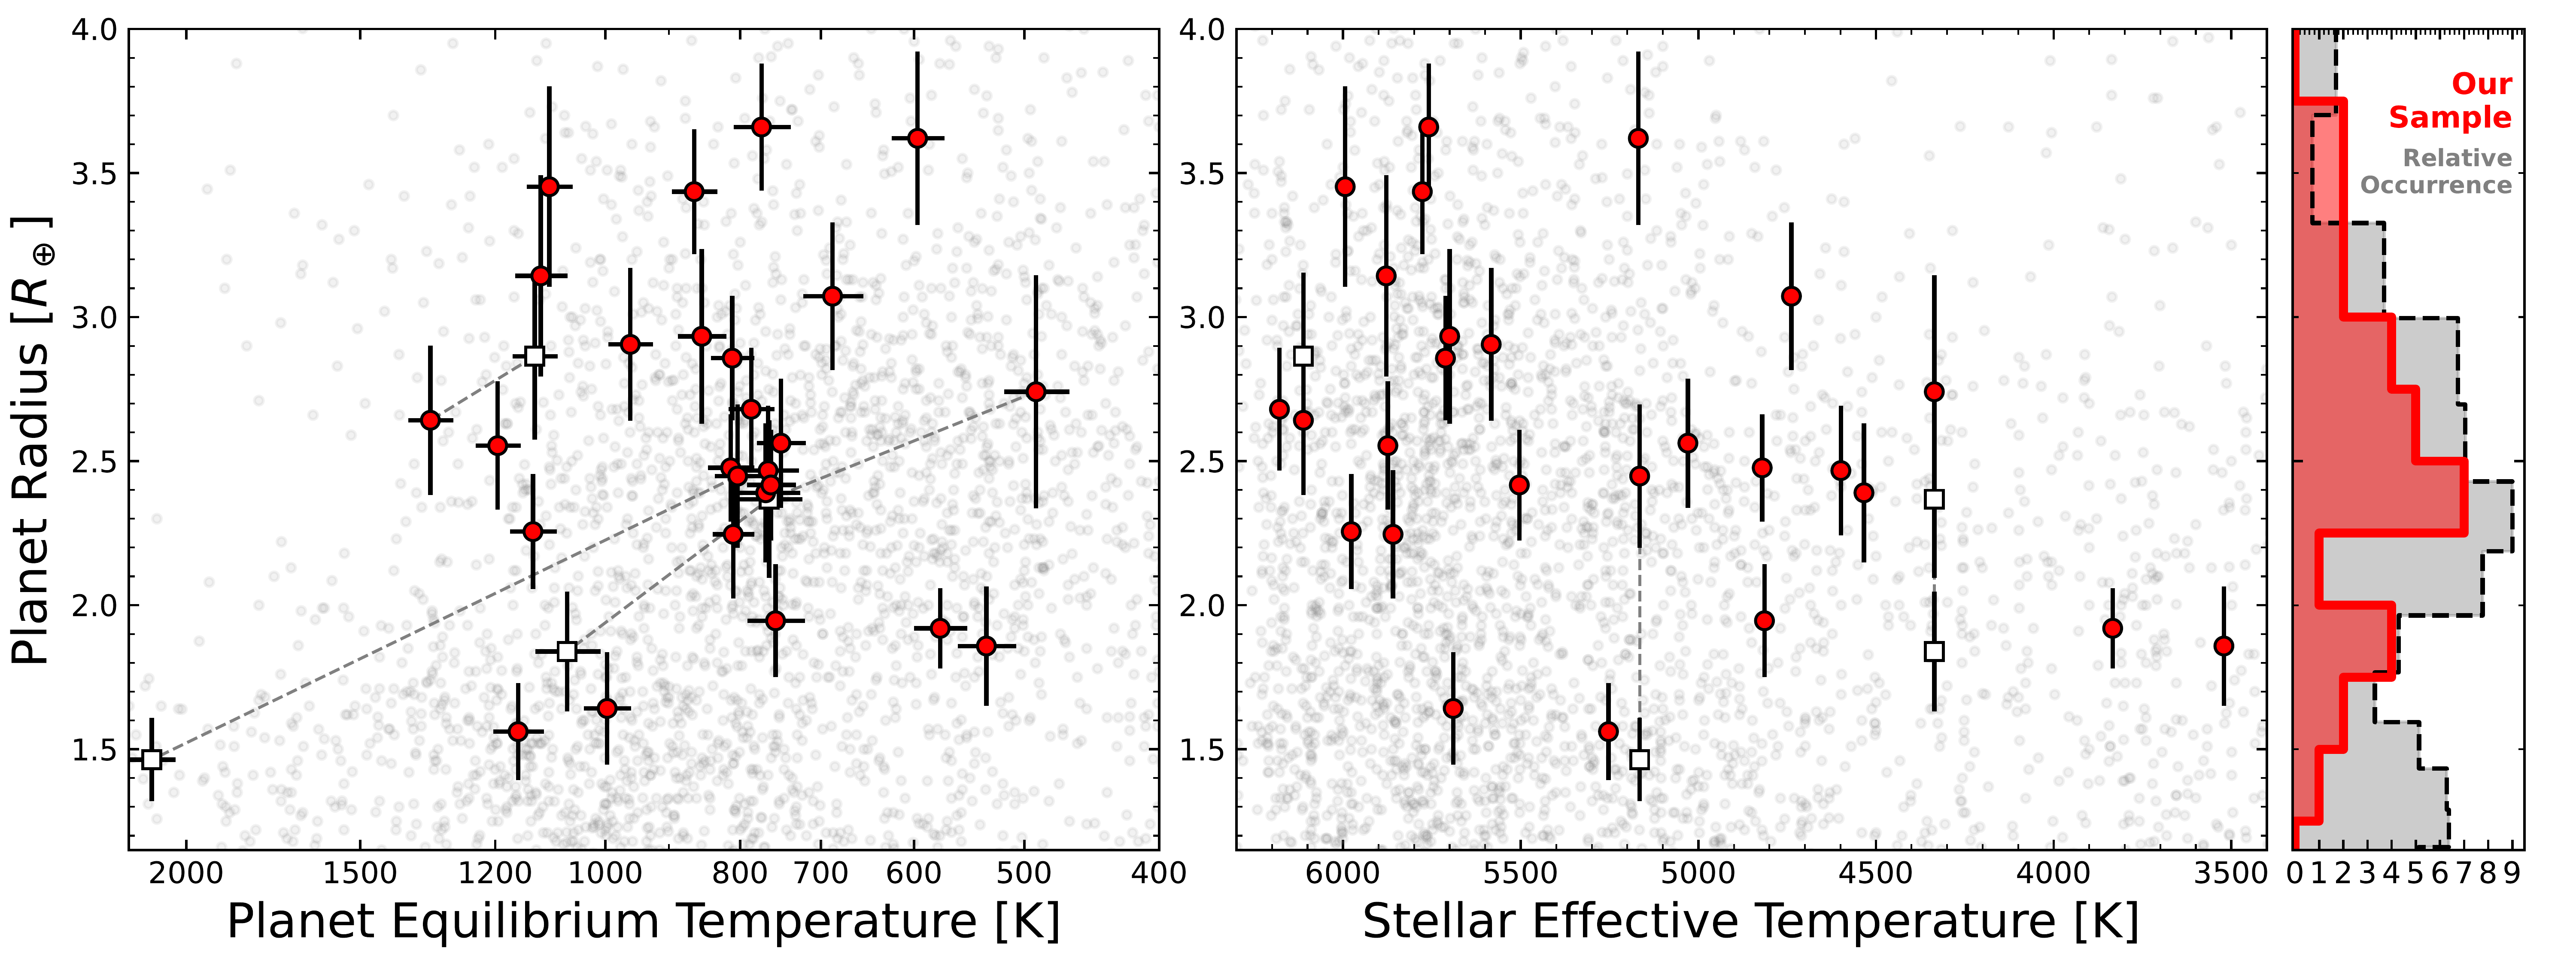 4.0
3.5
3.0
2.5
2.0
1.5
Planet Radius [R⊕]
2000 1500 1200 1000 800 700 600 500 400
Planet Equilibrium Temperature [K]
4.0
3.5
3.0
2.5
2.0
1.5
6000 5500 5000 4500 4000 3500
Stellar Effective Temperature [K]
Our
Sample
Relative
Occurrence
0 1 2 3 4 5 6 7 8 9